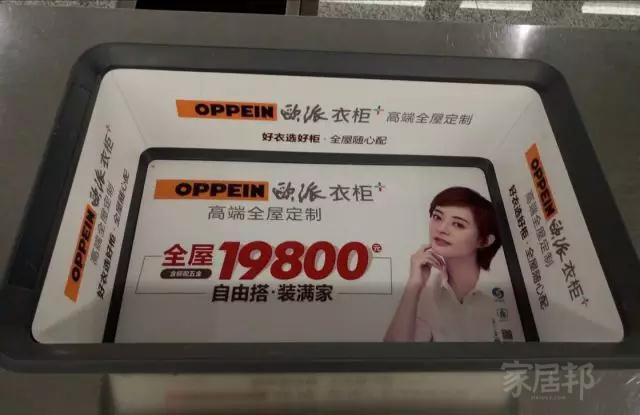 OPPEIN 欧派衣柜+ 高端全屋定制
好衣选好柜·全屋随心配
OPPEIN 欧派衣柜+
高端全屋定制
好衣选好柜·全屋随心配
OPPEIN 欧派衣柜+
高端全屋定制
全屋 19800元
自由搭·装满家
OPPEIN 欧派衣柜+
高端全屋定制
好衣选好柜·全屋随心配
家居邦